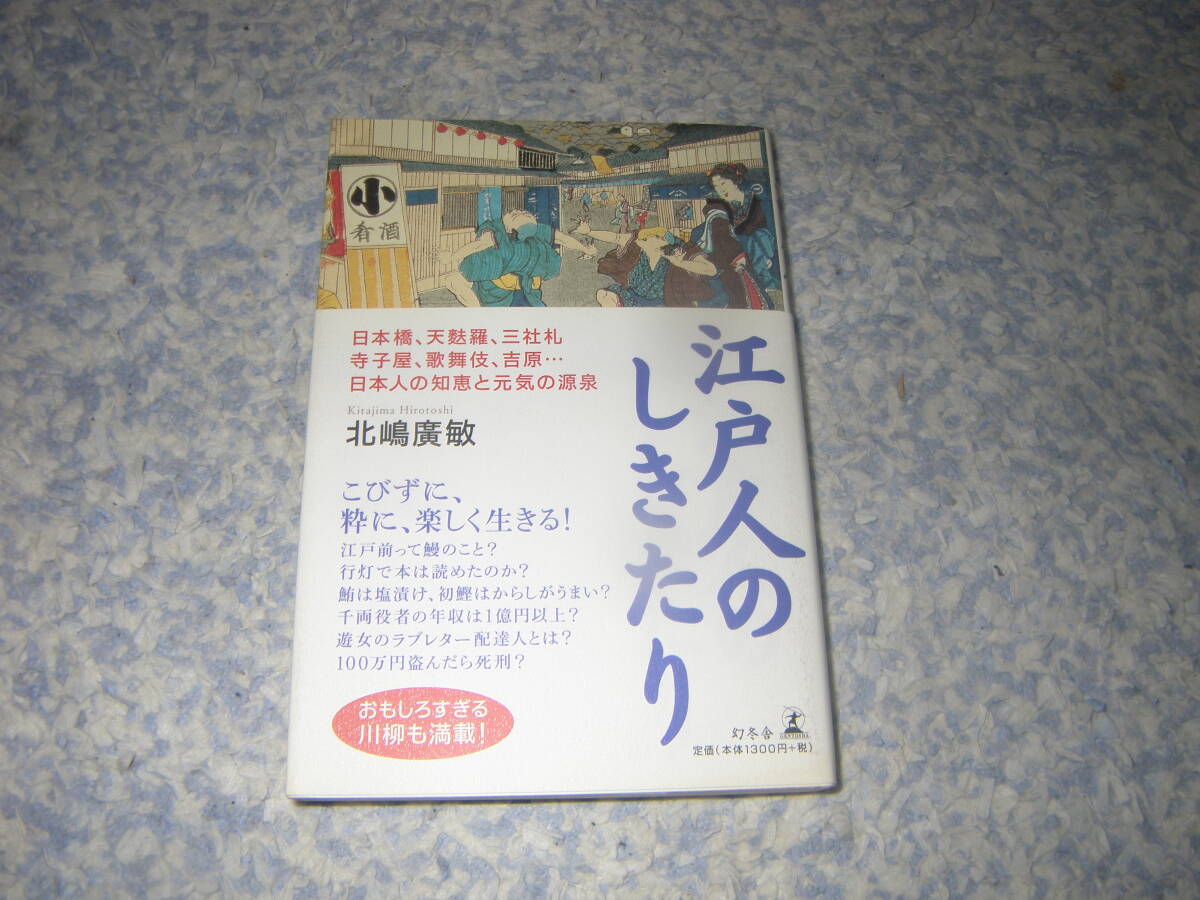 小
酒
肴
江戸人の
しきたり
日本橋、天麩羅、三社札
寺子屋、歌舞伎、吉原…
日本人の知恵と元気の源泉
Kitajima Hirotoshi
北嶋廣敏
こびずに、
粋に、楽しく生きる!
江戸前って鰻のこと?
行灯で本は読めたのか?
鮪は塩漬け、初鰹はからしがうまい?
千両役者の年収は1億円以上?
遊女のラブレター配達人とは?
100万円盗んだら死刑?
おもしろすぎる
川柳も満載!
幻冬舎
GENTOSHA
定価(本体1300円+税)